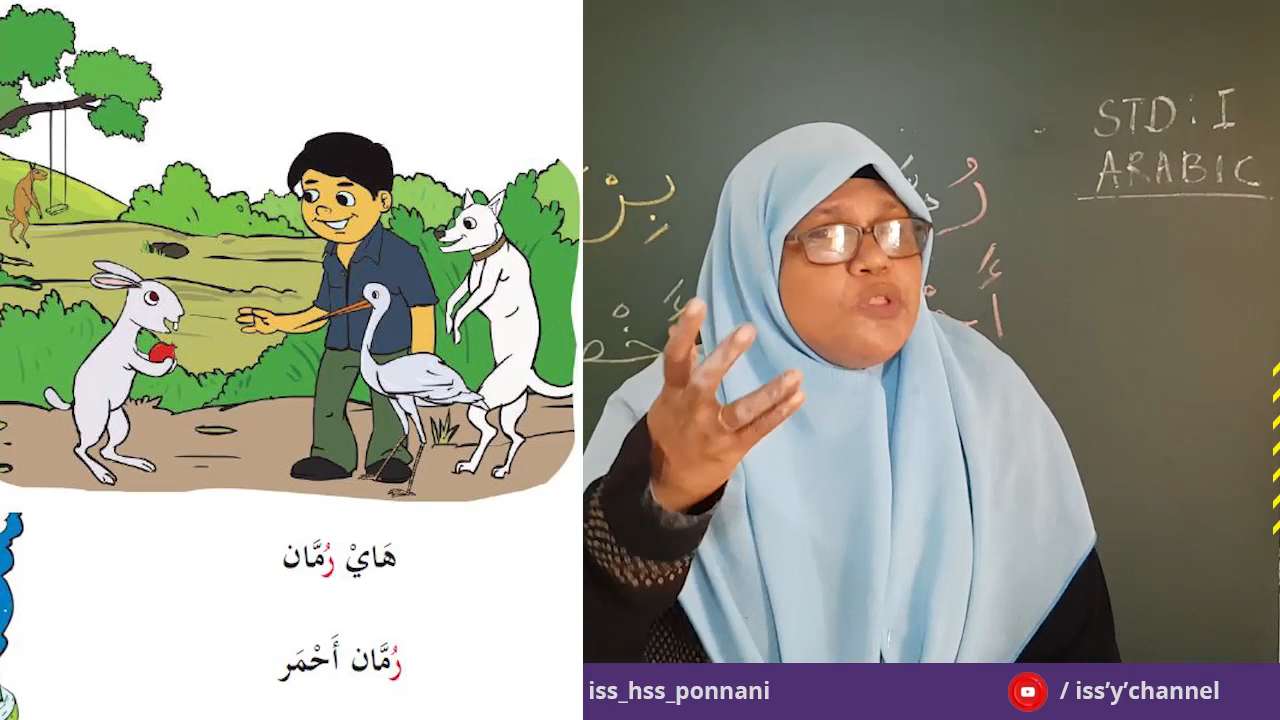 هَايْ رُمَّان
رُمَّان أَحْمَر
STD: I
ARABIC
iss_hss_ponnani
/ iss'y'channel